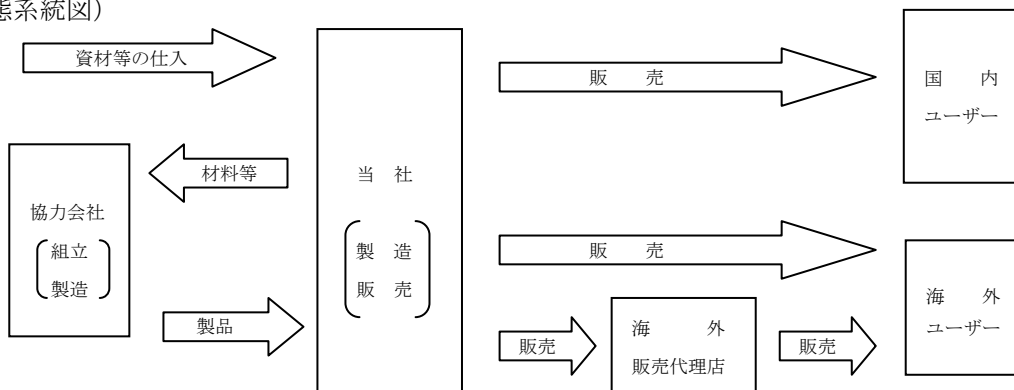 態系統図）
資材等の仕入
販　売
国　内
ユーザー
材料等
当　社
協力会社
組立
製造
製　造
販　売
販　売
海　外
ユーザー
製品
販売
海　外
販売代理店
販売